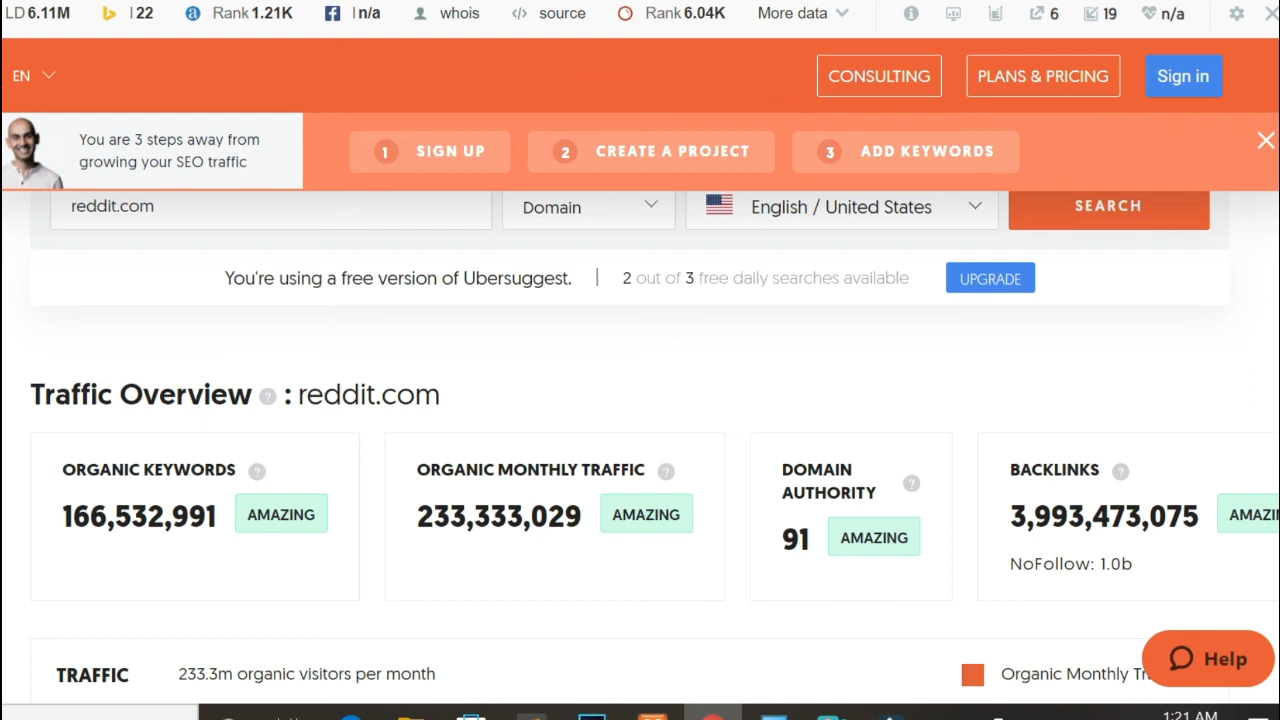 LD 6.11M I 22 Rank 1.21K I n/a whois source Rank 6.04K More data 6 19 n/a
EN CONSULTING PLANS & PRICING Sign in
You are 3 steps away from
growing your SEO traffic
1 SIGN UP 2 CREATE A PROJECT 3 ADD KEYWORDS
reddit.com Domain English / United States SEARCH
You're using a free version of Ubersuggest. | 2 out of 3 free daily searches available UPGRADE
Traffic Overview ? : reddit.com
ORGANIC KEYWORDS ?
166,532,991 AMAZING
ORGANIC MONTHLY TRAFFIC ?
233,333,029 AMAZING
DOMAIN
AUTHORITY ?
91 AMAZING
BACKLINKS ?
3,993,473,075 AMAZI
NoFollow: 1.0b
TRAFFIC 233.3m organic visitors per month Organic Monthly Tr
Help
1:21 AM